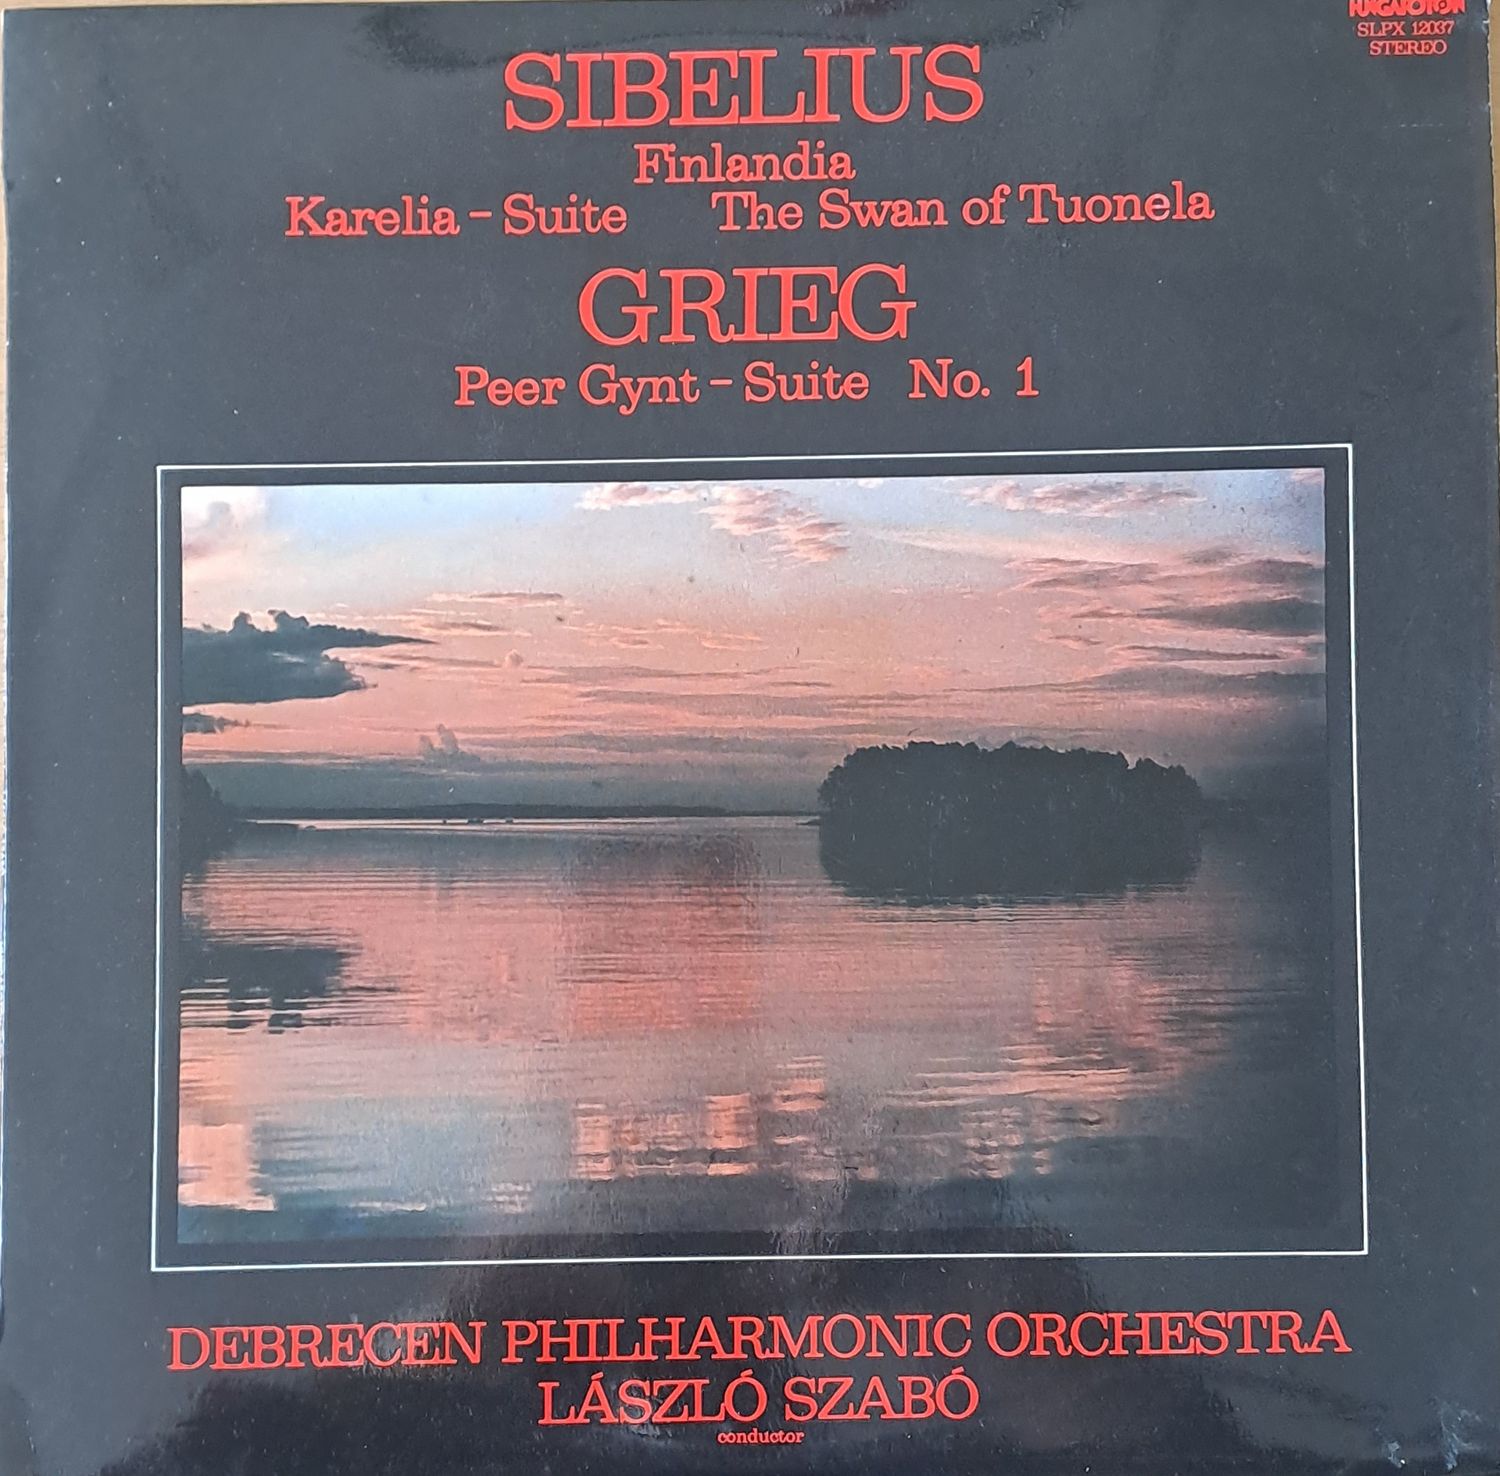 HUNGAROTON
SLPX 12037
STEREO
SIBELIUS
Finlandia
Karelia - Suite The Swan of Tuonela
GRIEG
Peer Gynt - Suite No. 1
DEBRECEN PHILHARMONIC ORCHESTRA
LÁSZLÓ SZABÓ
conductor